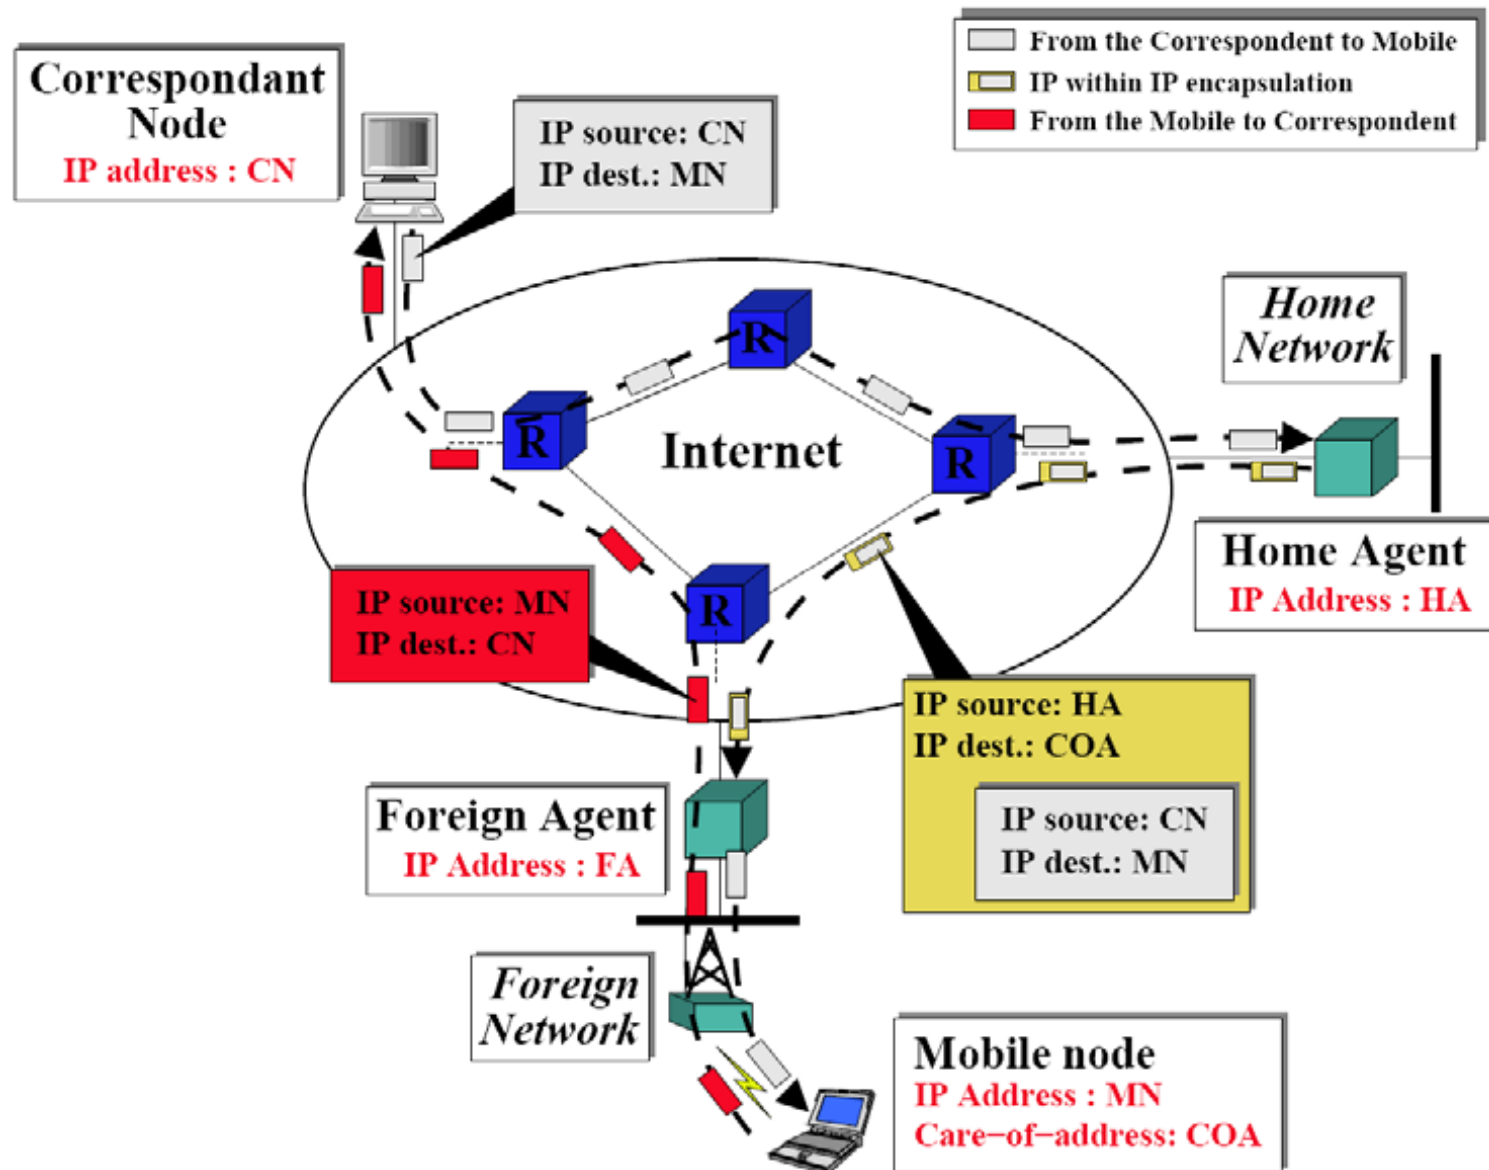 From the Correspondent to Mobile
IP within IP encapsulation
From the Mobile to Correspondent
Correspondant
Node
IP address : CN
IP source: CN
IP dest.: MN
Home
Network
R
R
Internet
R
Home Agent
IP Address : HA
IP source: MN
IP dest.: CN
R
IP source: HA
IP dest.: COA
IP source: CN
IP dest.: MN
Foreign Agent
IP Address : FA
Foreign
Network
Mobile node
IP Address : MN
Care-of-address: COA